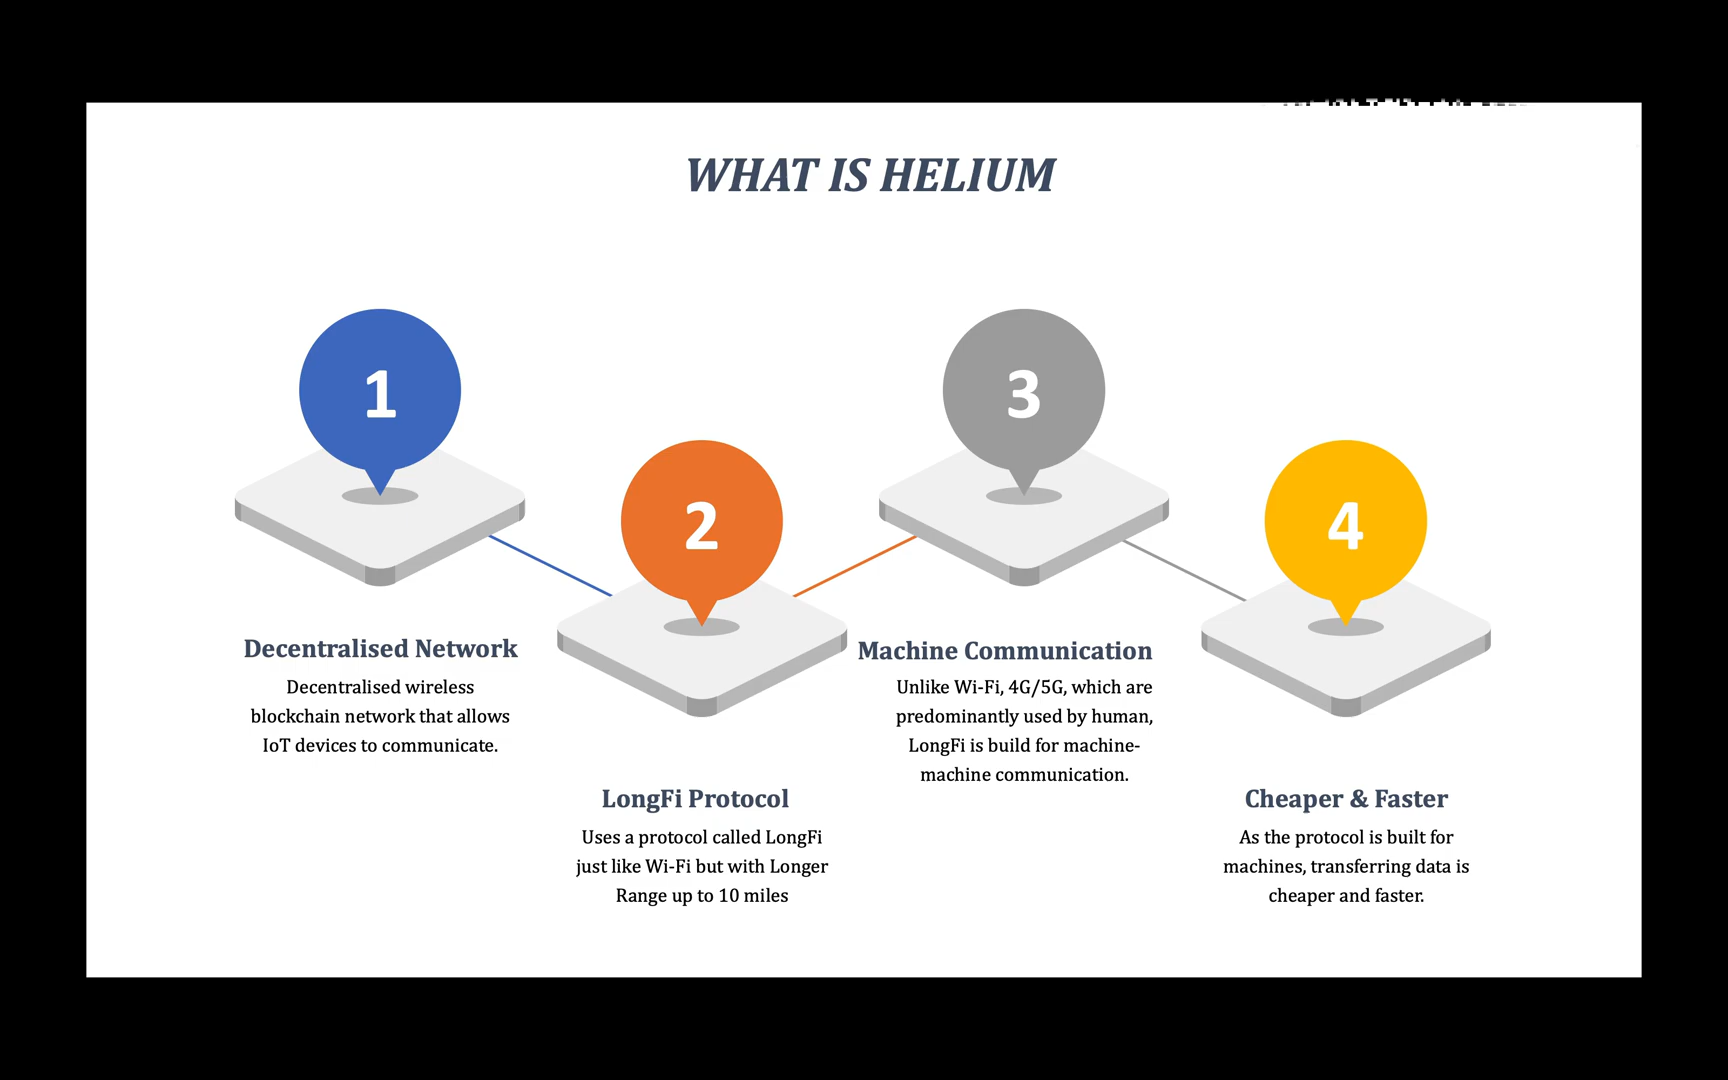 WHAT IS HELIUM
1
Decentralised Network
Decentralised wireless
blockchain network that allows
IoT devices to communicate.
2
LongFi Protocol
Uses a protocol called LongFi
just like Wi-Fi but with Longer
Range up to 10 miles
3
Machine Communication
Unlike Wi-Fi, 4G/5G, which are
predominantly used by human,
LongFi is build for machine-
machine communication.
4
Cheaper & Faster
As the protocol is built for
machines, transferring data is
cheaper and faster.